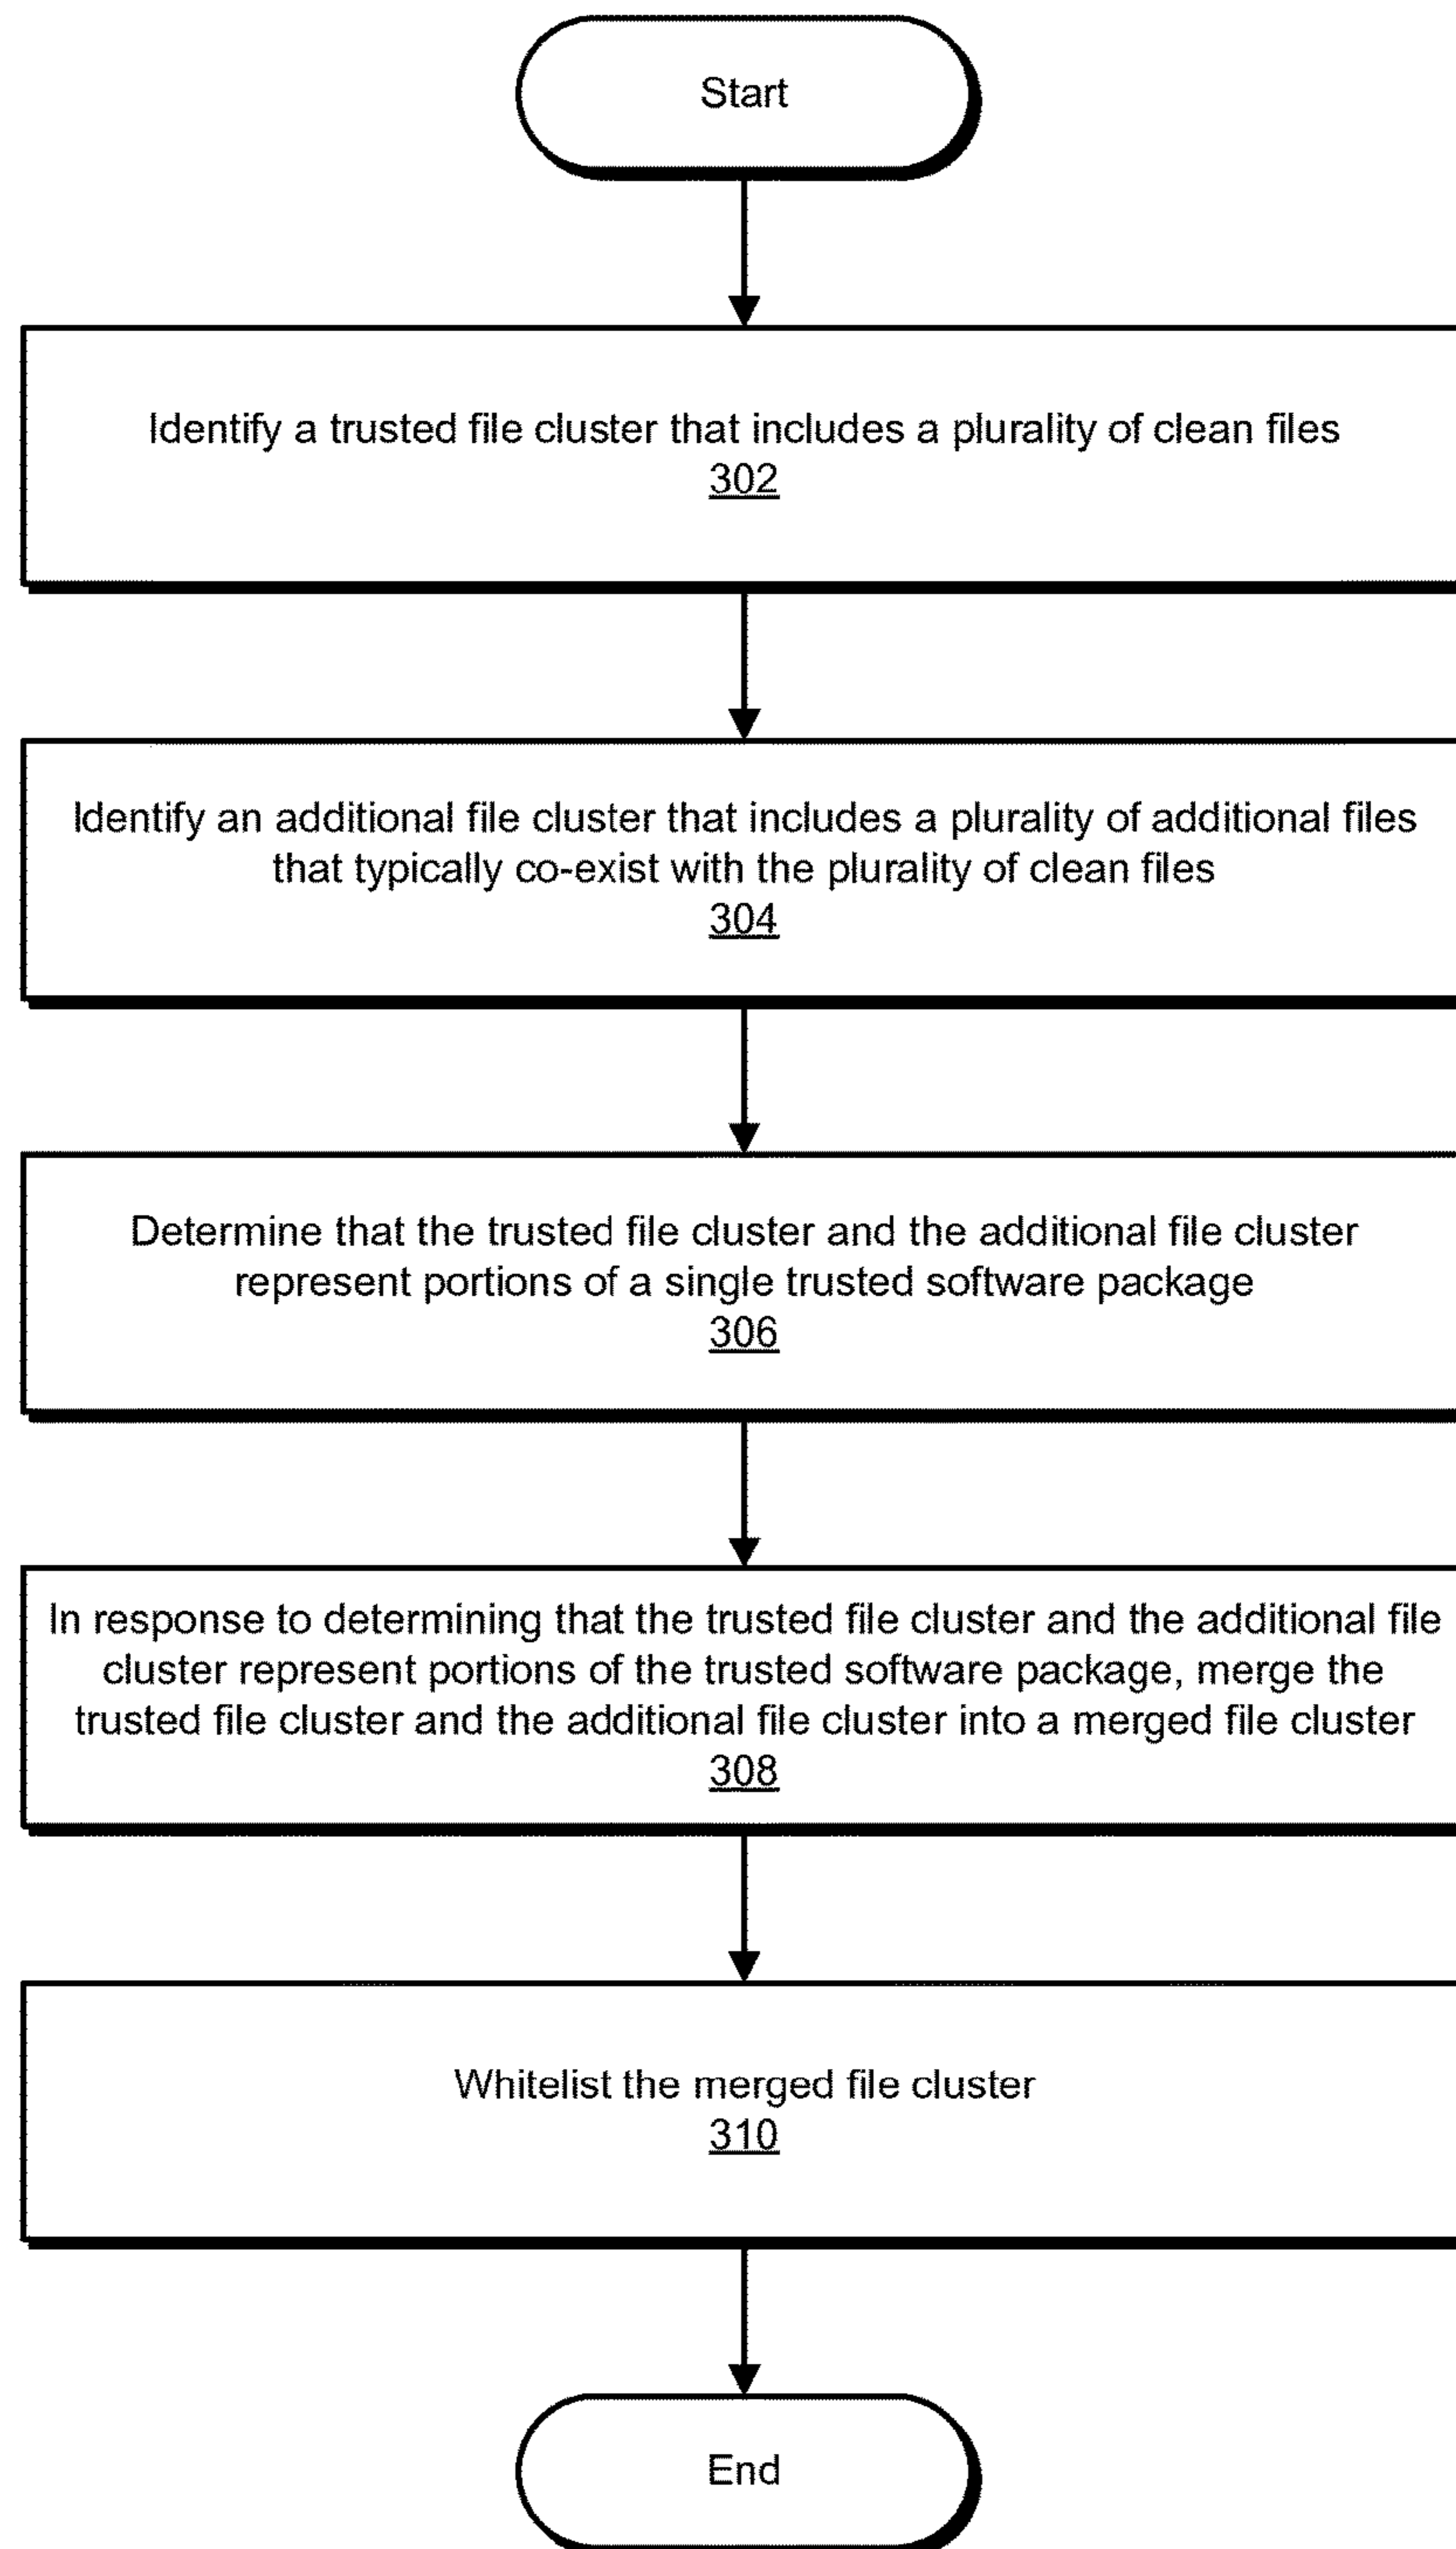 Start
Identify a trusted file cluster that includes a plurality of clean files
302
Identify an additional file cluster that includes a plurality of additional files
that typically co-exist with the plurality of clean files
304
Determine that the trusted file cluster and the additional file cluster
represent portions of a single trusted software package
306
In response to determining that the trusted file cluster and the additional file
cluster represent portions of the trusted software package, merge the
trusted file cluster and the additional file cluster into a merged file cluster
308
Whitelist the merged file cluster
310
End